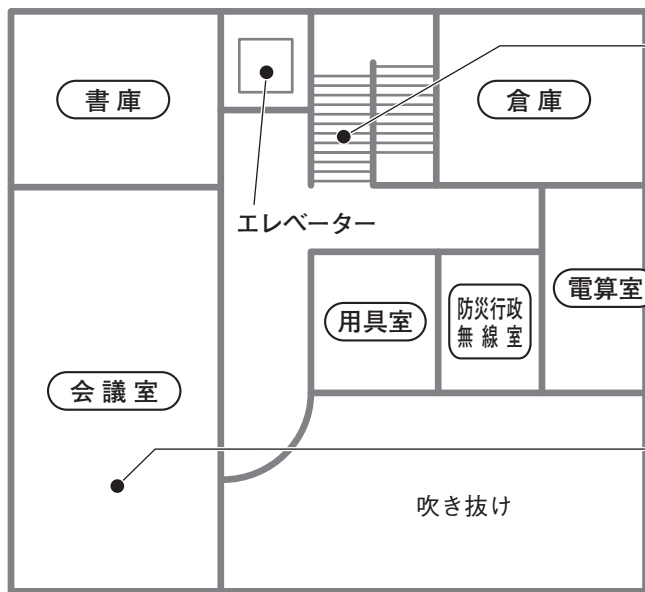 書庫
倉庫
エレベーター
用具室
防災行政
無線室
電算室
会議室
吹き抜け